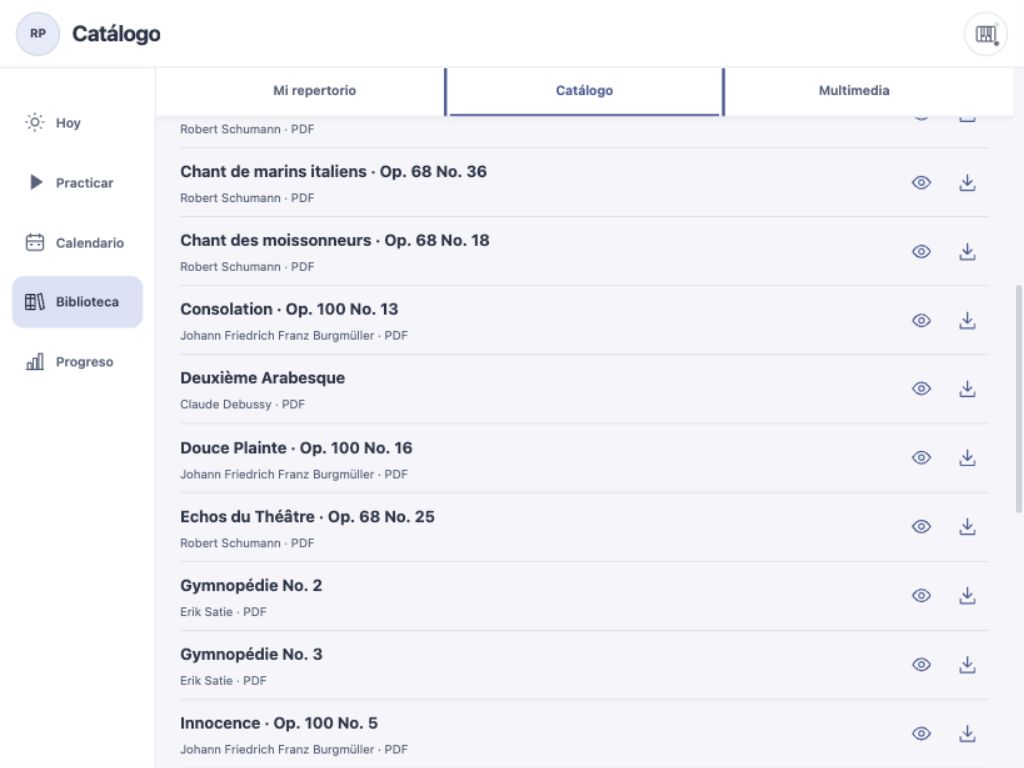 RP
Catálogo
Mi repertorio
Catálogo
Multimedia
Hoy
Practicar
Calendario
Biblioteca
Progreso
Robert Schumann · PDF
Chant de marins italiens · Op. 68 No. 36
Robert Schumann · PDF
Chant des moissonneurs · Op. 68 No. 18
Robert Schumann · PDF
Consolation · Op. 100 No. 13
Johann Friedrich Franz Burgmüller · PDF
Deuxième Arabesque
Claude Debussy · PDF
Douce Plainte · Op. 100 No. 16
Johann Friedrich Franz Burgmüller · PDF
Echos du Théâtre · Op. 68 No. 25
Robert Schumann · PDF
Gymnopédie No. 2
Erik Satie · PDF
Gymnopédie No. 3
Erik Satie · PDF
Innocence · Op. 100 No. 5
Johann Friedrich Franz Burgmüller · PDF